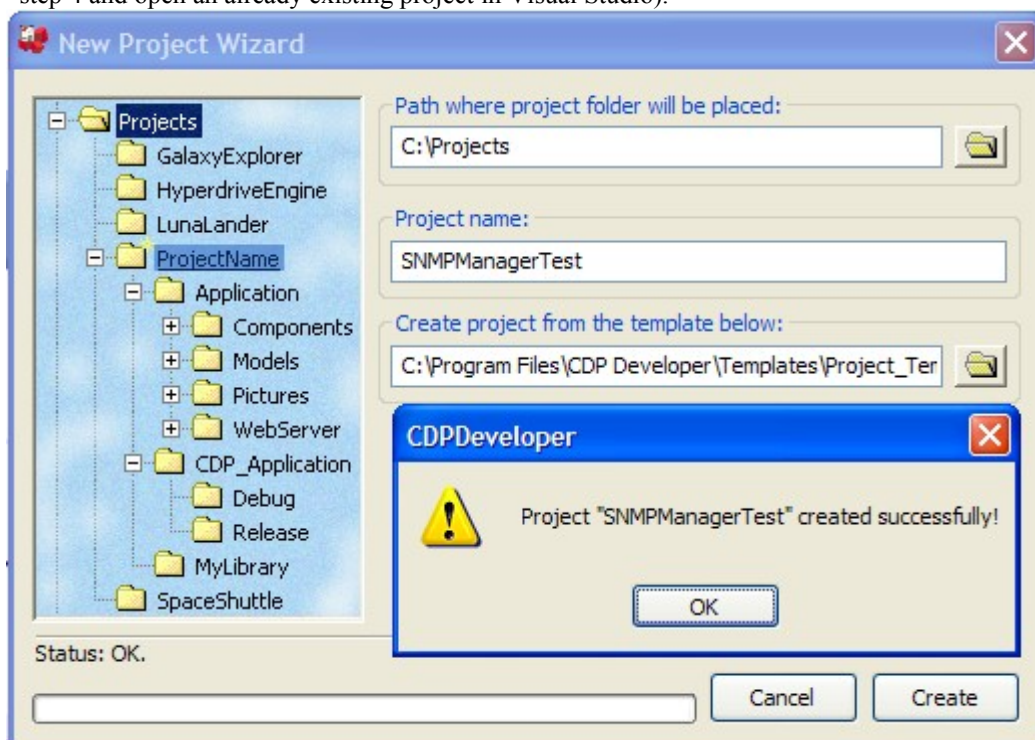 step 4 and open an already existing project in Visual Studio).
New Project Wizard
Projects
GalaxyExplorer
HyperdriveEngine
LunaLander
ProjectName
Application
Components
Models
Pictures
WebServer
CDP_Application
Debug
Release
MyLibrary
SpaceShuttle
Path where project folder will be placed:
C:\Projects
Project name:
SNMPManagerTest
Create project from the template below:
C:\Program Files\CDP Developer\Templates\Project_Ter
CDPDeveloper
Project "SNMPManagerTest" created successfully!
OK
Status: OK.
Cancel
Create